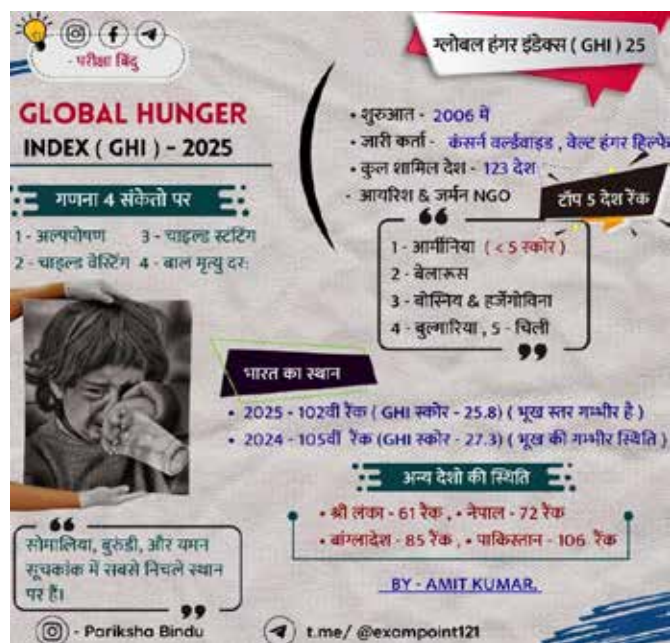 - परीक्षा बिंदु
ग्लोबल हंगर इंडेक्स ( GHI ) 25
GLOBAL HUNGER
INDEX ( GHI ) - 2025
• शुरुआत - 2006 में
• जारी कर्ता - कंसर्न वर्ल्डवाइड , वेल्ट हंगर हिल्फे
• कुल शामिल देश - 123 देश
- आयरिश & जर्मन NGO
गणना 4 संकेतो पर
1 - अल्पपोषण 3 - चाइल्ड स्टंटिंग
2 - चाइल्ड वेस्टिंग 4 - बाल मृत्यु दर:
टॉप 5 देश रैंक
1 - आर्मीनिया ( < 5 स्कोर )
2 - बेलारूस
3 - बोस्निय & हर्जेगोविना
4 - बुल्गारिया , 5 - चिली
भारत का स्थान
• 2025 - 102वी रैंक ( GHI स्कोर - 25.8) ( भूख स्तर गम्भीर है )
• 2024 - 105वीं रैंक (GHI स्कोर - 27.3) ( भूख की गम्भीर स्थिति )
अन्य देशो की स्थिति
• श्री लंका - 61 रैंक , • नेपाल - 72 रैंक
• बांग्लादेश - 85 रैंक , • पाकिस्तान - 106 रैंक
सोमालिया, बुरुंडी, और यमन
सूचकांक में सबसे निचले स्थान
पर हैं।
BY - AMIT KUMAR.
- Pariksha Bindu
t.me/ @exampoint121